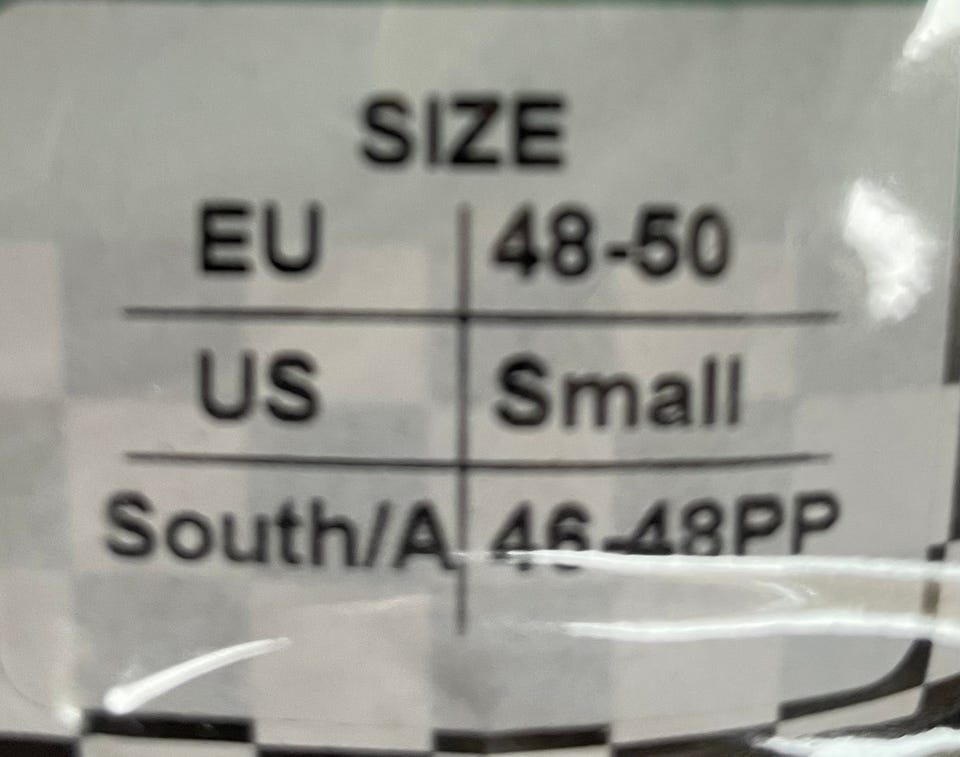 SIZE
EU 48-50
US Small
South/A 46-48PP